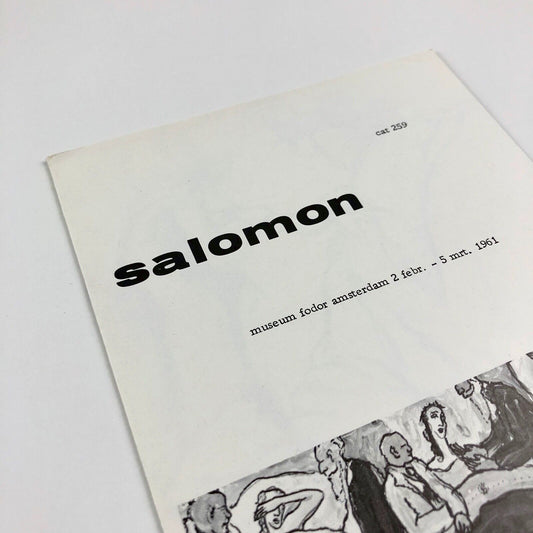 cat 259
salomon
museum fodor amsterdam 2 febr. - 5 mrt. 1961